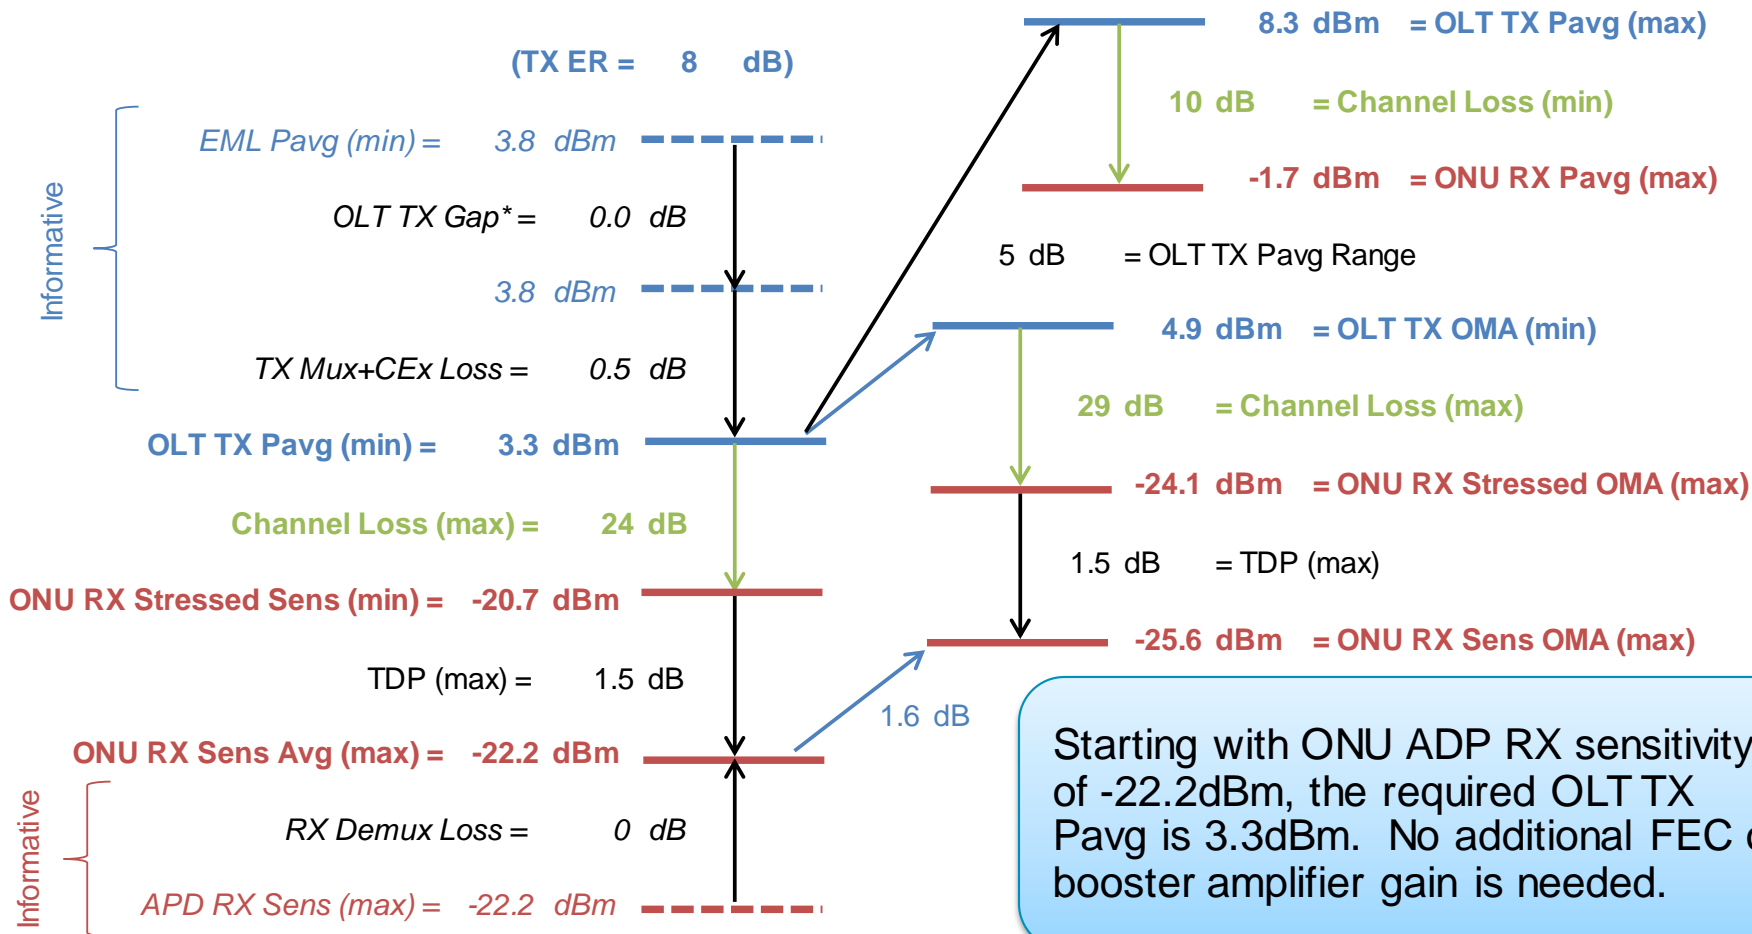 (TX ER = 8 dB)
Informative
EML Pavg (min) = 3.8 dBm
OLT TX Gap* = 0.0 dB
3.8 dBm
TX Mux+CEx Loss = 0.5 dB
OLT TX Pavg (min) = 3.3 dBm
Channel Loss (max) = 24 dB
ONU RX Stressed Sens (min) = -20.7 dBm
TDP (max) = 1.5 dB
ONU RX Sens Avg (max) = -22.2 dBm
Informative
RX Demux Loss = 0 dB
APD RX Sens (max) = -22.2 dBm
1.6 dB
8.3 dBm = OLT TX Pavg (max)
10 dB = Channel Loss (min)
-1.7 dBm = ONU RX Pavg (max)
5 dB = OLT TX Pavg Range
4.9 dBm = OLT TX OMA (min)
29 dB = Channel Loss (max)
-24.1 dBm = ONU RX Stressed OMA (max)
1.5 dB = TDP (max)
-25.6 dBm = ONU RX Sens OMA (max)
Starting with ONU ADP RX sensitivity
of -22.2dBm, the required OLT TX
Pavg is 3.3dBm. No additional FEC
booster amplifier gain is needed.